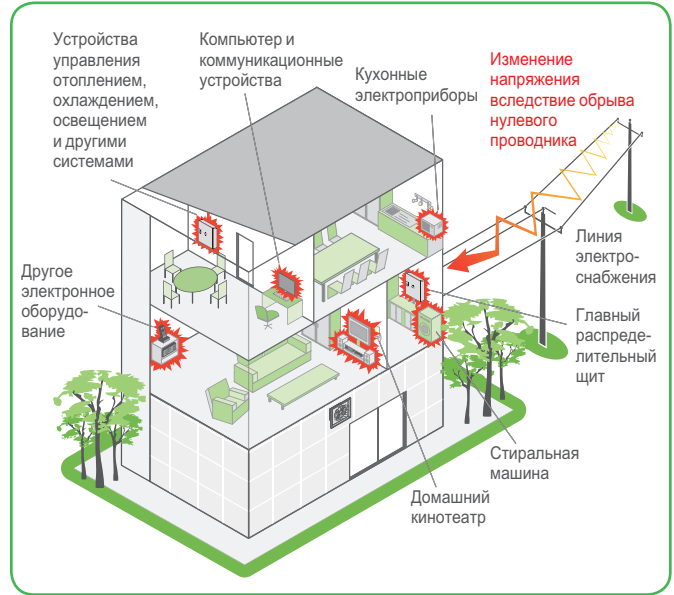 Устройства
управления
отоплением,
охлаждением,
освещением
и другими
системами
Компьютер и
коммуникационные
устройства
Кухонные
электроприборы
Изменение
напряжения
вследствие обрыва
нулевого
проводника
Линия
электро-
снабжения
Главный
распреде-
лительный
щит
Другое
электронное
оборудо-
вание
Стиральная
машина
Домашний
кинотеатр